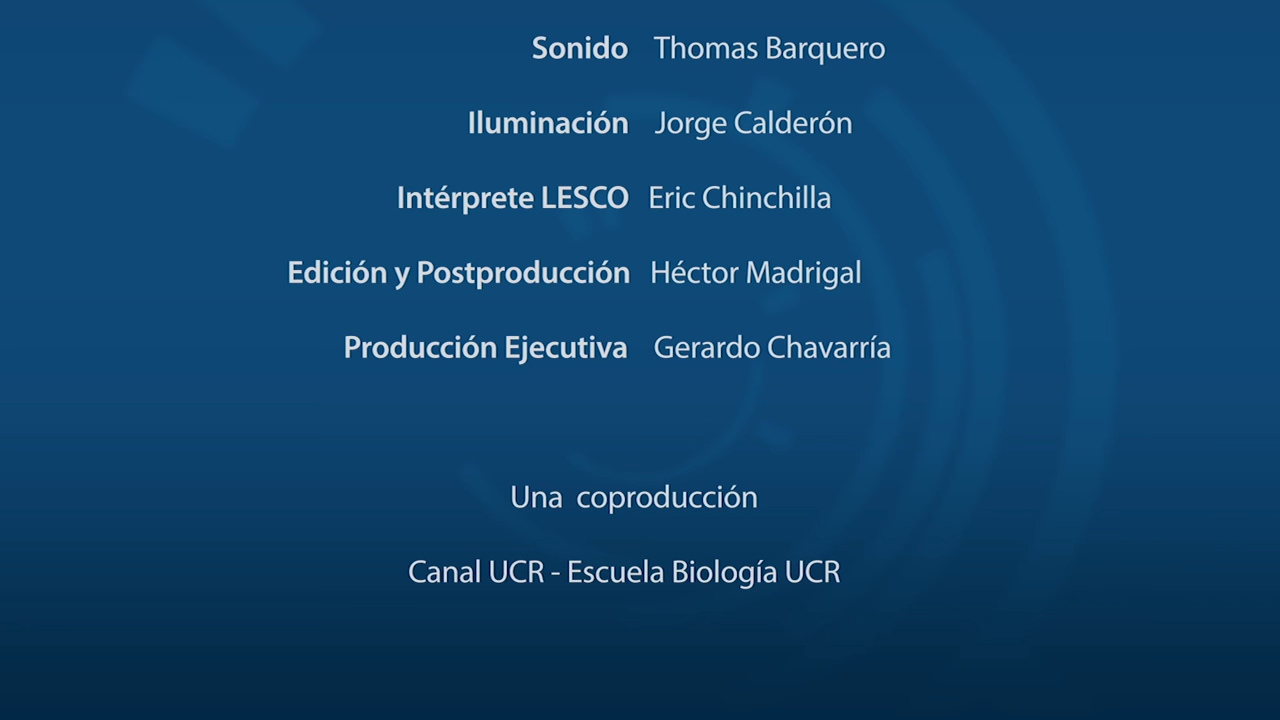 Sonido Thomas Barquero
Iluminación Jorge Calderón
Intérprete LESCO Eric Chinchilla
Edición y Postproducción Héctor Madrigal
Producción Ejecutiva Gerardo Chavarría
Una coproducción
Canal UCR - Escuela Biología UCR